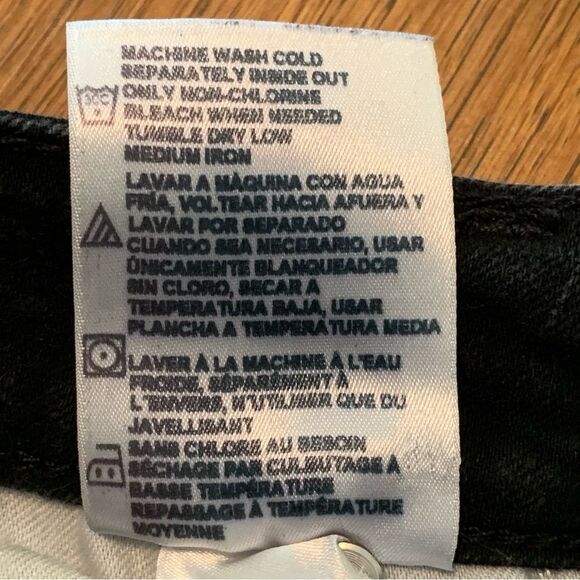 MACHINE WASH COLD
SEPARATELY INSIDE OUT
ONLY NON-CHLORINE
BLEACH WHEN NEEDED
TUMBLE DRY LOW
MEDIUM IRON
LAVAR A MÀQUINA CON AGUA
FRÍA, VOLTEAR HACIA AFUERA Y
LAVAR POR SEPARADO
CUANDO SEA NECESARIO, USAR
ÚNICAMENTE BLANQUEADOR
SIN CLORO, SECAR A
TEMPERATURA BAJA, USAR
PLANCHA A TEMPERATURA MEDIA
LAVER À LA MACHINE À L'EAU
FROIDE, SÉPARÉMENT À
L'ENVERS, N'UTILISER QUE DU
JAVELLISANT
SANS CHLORE AU BESOIN
SÉCHAGE PAR CULBUTAGE À
BASSE TEMPÉRATURE
REPASSAGE À TEMPÉRATURE
MOYENNE